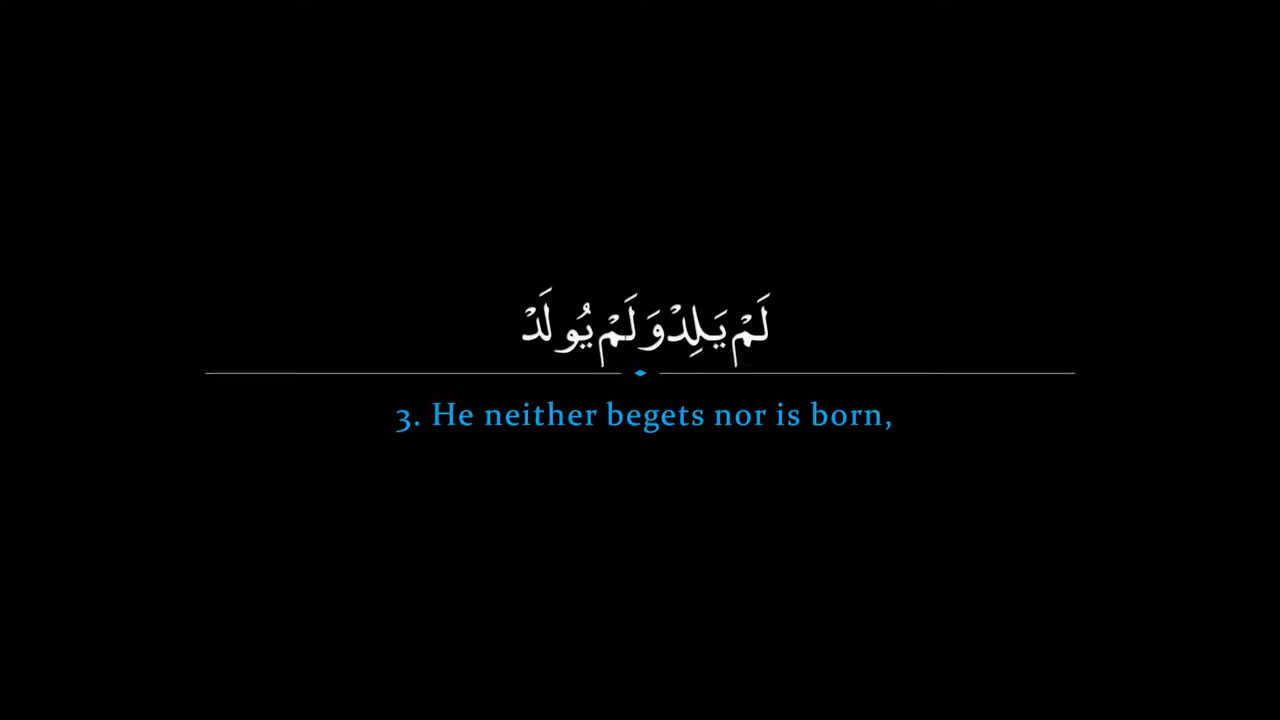 لَمْ يَلِدْ وَلَمْ يُولَدْ
3. He neither begets nor is born,